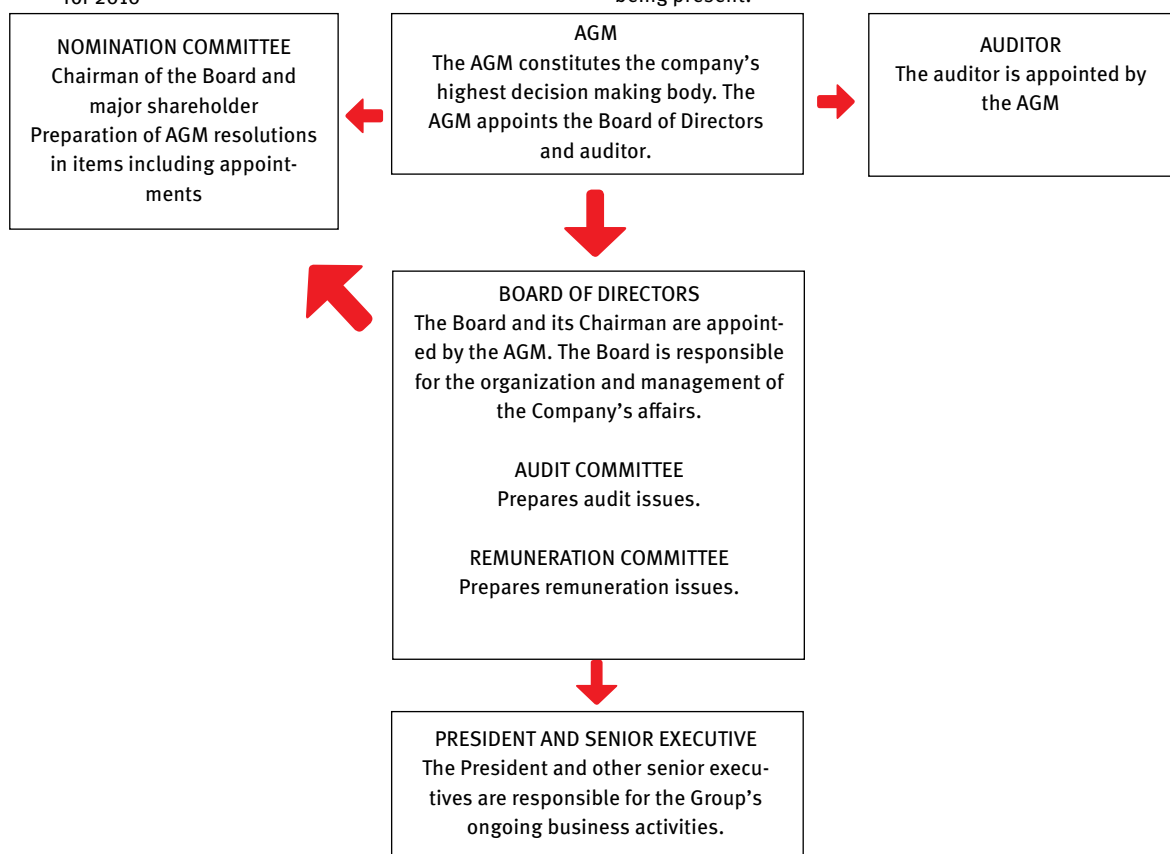 for 2010
being present.
NOMINATION COMMITTEE
Chairman of the Board and
major shareholder
Preparation of AGM resolutions
in items including appoint-
ments
AGM
The AGM constitutes the company's
highest decision making body. The
AGM appoints the Board of Directors
and auditor.
AUDITOR
The auditor is appointed by
the AGM
BOARD OF DIRECTORS
The Board and its Chairman are appoint-
ed by the AGM. The Board is responsible
for the organization and management of
the Company's affairs.
AUDIT COMMITTEE
Prepares audit issues.
REMUNERATION COMMITTEE
Prepares remuneration issues.
PRESIDENT AND SENIOR EXECUTIVE
The President and other senior execu-
tives are responsible for the Group's
ongoing business activities.